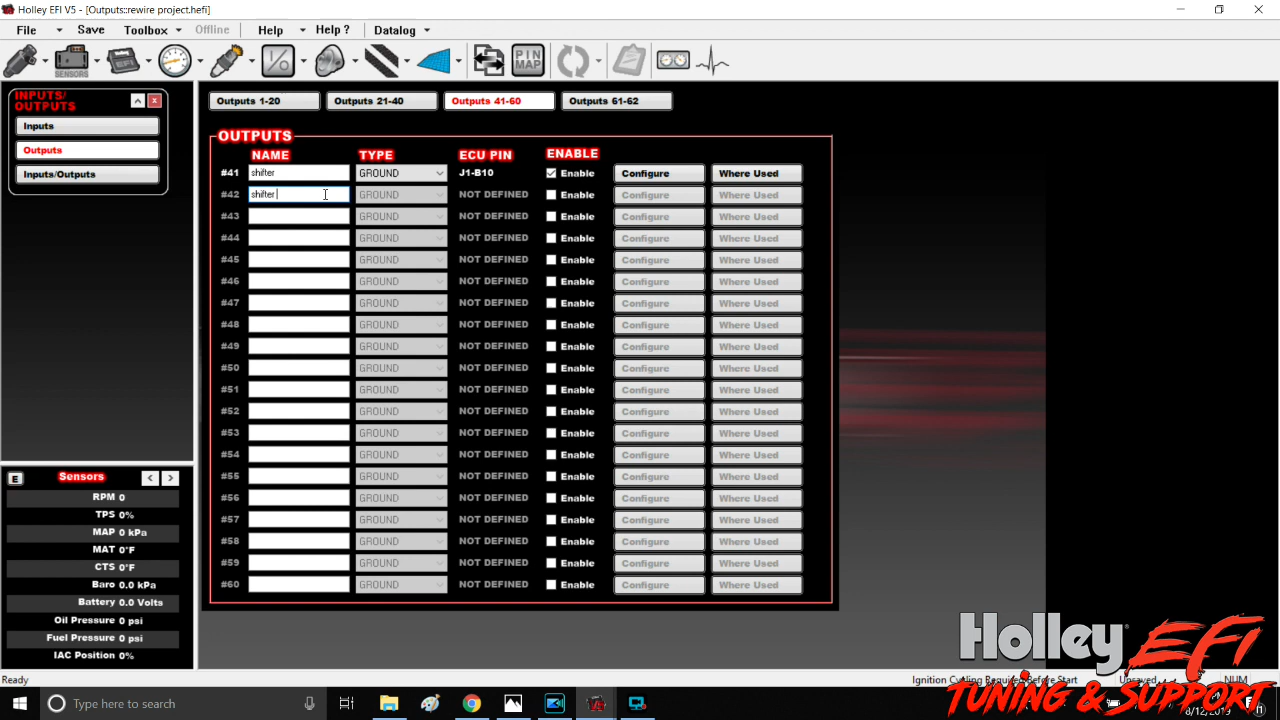 Holley EFI V5 - [Outputs::rewire project.hefi]
File Save Toolbox Offline Help Help ? Datalog
SENSORS EFI I/O PIN MAP
INPUTS/
OUTPUTS
Inputs
Outputs
Inputs/Outputs
Outputs 1-20 Outputs 21-40 Outputs 41-60 Outputs 61-62
OUTPUTS
NAME TYPE ECU PIN ENABLE
#41 shifter GROUND J1-B10 Enable Configure Where Used
#42 shifter GROUND NOT DEFINED Enable Configure Where Used
#43 GROUND NOT DEFINED Enable Configure Where Used
#44 GROUND NOT DEFINED Enable Configure Where Used
#45 GROUND NOT DEFINED Enable Configure Where Used
#46 GROUND NOT DEFINED Enable Configure Where Used
#47 GROUND NOT DEFINED Enable Configure Where Used
#48 GROUND NOT DEFINED Enable Configure Where Used
#49 GROUND NOT DEFINED Enable Configure Where Used
#50 GROUND NOT DEFINED Enable Configure Where Used
#51 GROUND NOT DEFINED Enable Configure Where Used
#52 GROUND NOT DEFINED Enable Configure Where Used
#53 GROUND NOT DEFINED Enable Configure Where Used
#54 GROUND NOT DEFINED Enable Configure Where Used
#55 GROUND NOT DEFINED Enable Configure Where Used
#56 GROUND NOT DEFINED Enable Configure Where Used
#57 GROUND NOT DEFINED Enable Configure Where Used
#58 GROUND NOT DEFINED Enable Configure Where Used
#59 GROUND NOT DEFINED Enable Configure Where Used
#60 GROUND NOT DEFINED Enable Configure Where Used
E Sensors < >
RPM 0
TPS 0%
MAP 0 kPa
MAT 0°F
CTS 0°F
Baro 0.0 kPa
Battery 0.0 Volts
Oil Pressure 0 psi
Fuel Pressure 0 psi
IAC Position 0%
Holley EFI
TUNING & SUPPORT
Ready Ignition Cycling Required Before Start Unsaved NUM
Type here to search
8/12/2019